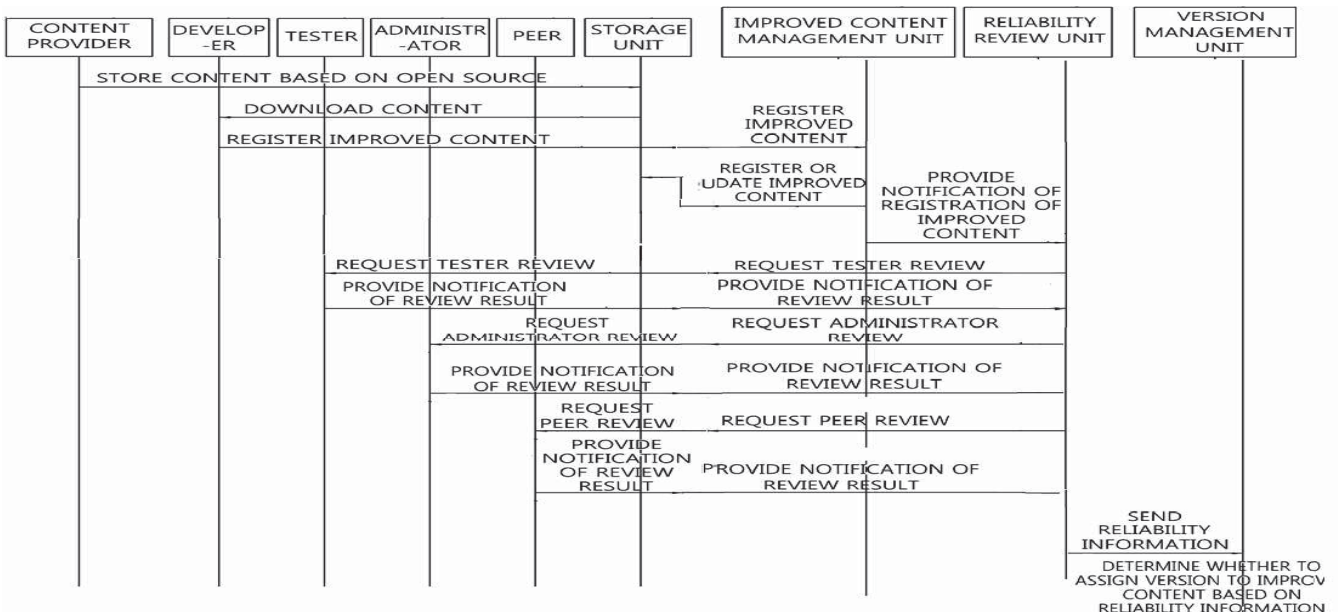 CONTENT
PROVIDER
DEVELOP
-ER
TESTER
ADMINISTR
-ATOR
PEER
STORAGE
UNIT
IMPROVED CONTENT
MANAGEMENT UNIT
RELIABILITY
REVIEW UNIT
VERSION
MANAGEMENT
UNIT
STORE CONTENT BASED ON OPEN SOURCE
DOWNLOAD CONTENT
REGISTER
IMPROVED
CONTENT
REGISTER IMPROVED CONTENT
REGISTER OR
UDATE IMPROVED
CONTENT
PROVIDE
NOTIFICATION OF
REGISTRATION OF
IMPROVED
CONTENT
REQUEST TESTER REVIEW
REQUEST TESTER REVIEW
PROVIDE NOTIFICATION
OF REVIEW RESULT
PROVIDE NOTIFICATION OF
REVIEW RESULT
REQUEST
ADMINISTRATOR REVIEW
REQUEST ADMINISTRATOR
REVIEW
PROVIDE NOTIFICATION
OF REVIEW RESULT
PROVIDE NOTIFICATION OF
REVIEW RESULT
REQUEST
PEER REVIEW
REQUEST PEER REVIEW
PROVIDE
NOTIFICATION
OF REVIEW
RESULT
PROVIDE NOTIFICATION OF
REVIEW RESULT
SEND
RELIABILITY
INFORMATION
DETERMINE WHETHER TO
ASSIGN VERSION TO IMPROV
CONTENT BASED ON
RELIABILITY INFORMATION